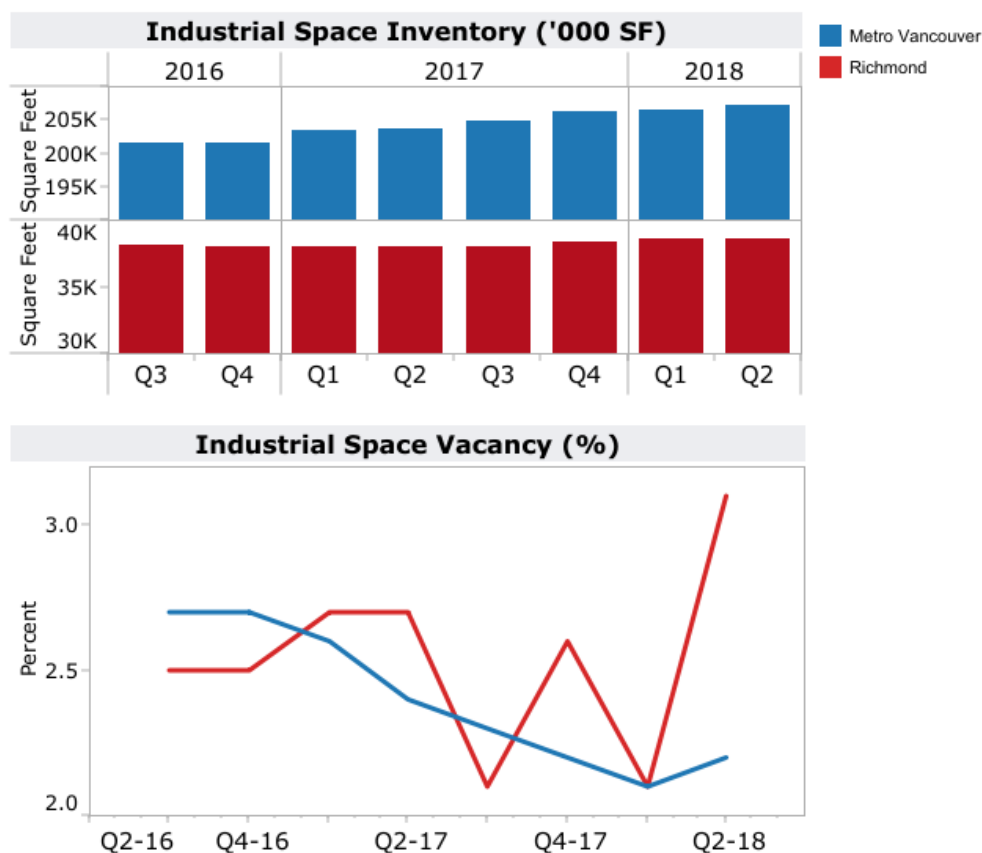 Industrial Space Inventory ('000 SF)
Metro Vancouver
Richmond
2016 2017 2018
Square Feet
205K
200K
195K
Square Feet
40K
35K
30K
Q3 Q4 Q1 Q2 Q3 Q4 Q1 Q2
Industrial Space Vacancy (%)
Percent
3.0
2.5
2.0
Q2-16 Q4-16 Q2-17 Q4-17 Q2-18